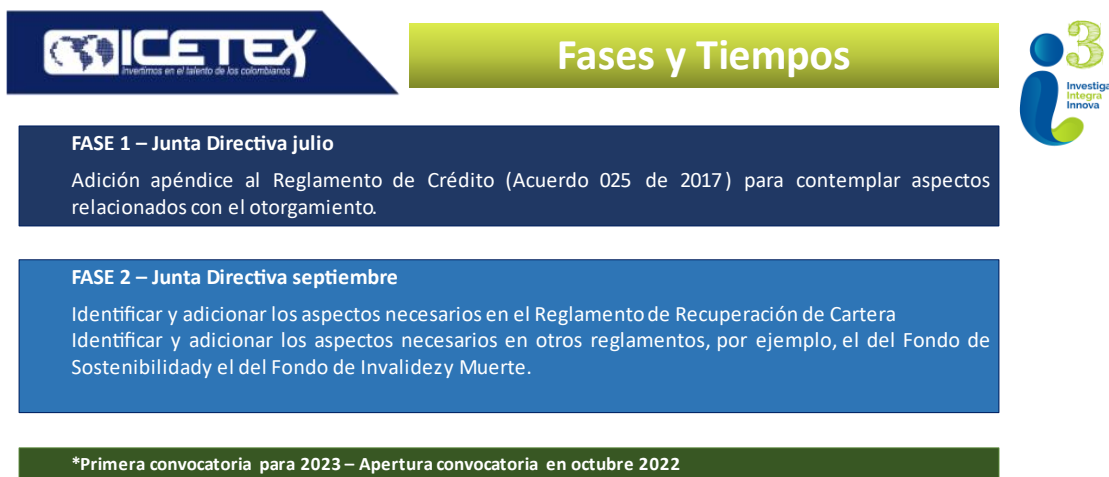 ICETEX
Invertimos en el talento de los colombianos
Fases y Tiempos
i3
Investiga
Integra
Innova
FASE 1 – Junta Directiva julio
Adición apéndice al Reglamento de Crédito (Acuerdo 025 de 2017) para contemplar aspectos
relacionados con el otorgamiento.
FASE 2 – Junta Directiva septiembre
Identificar y adicionar los aspectos necesarios en el Reglamento de Recuperación de Cartera
Identificar y adicionar los aspectos necesarios en otros reglamentos, por ejemplo, el del Fondo de
Sostenibilidady el del Fondo de Invalidezy Muerte.
*Primera convocatoria para 2023 – Apertura convocatoria en octubre 2022